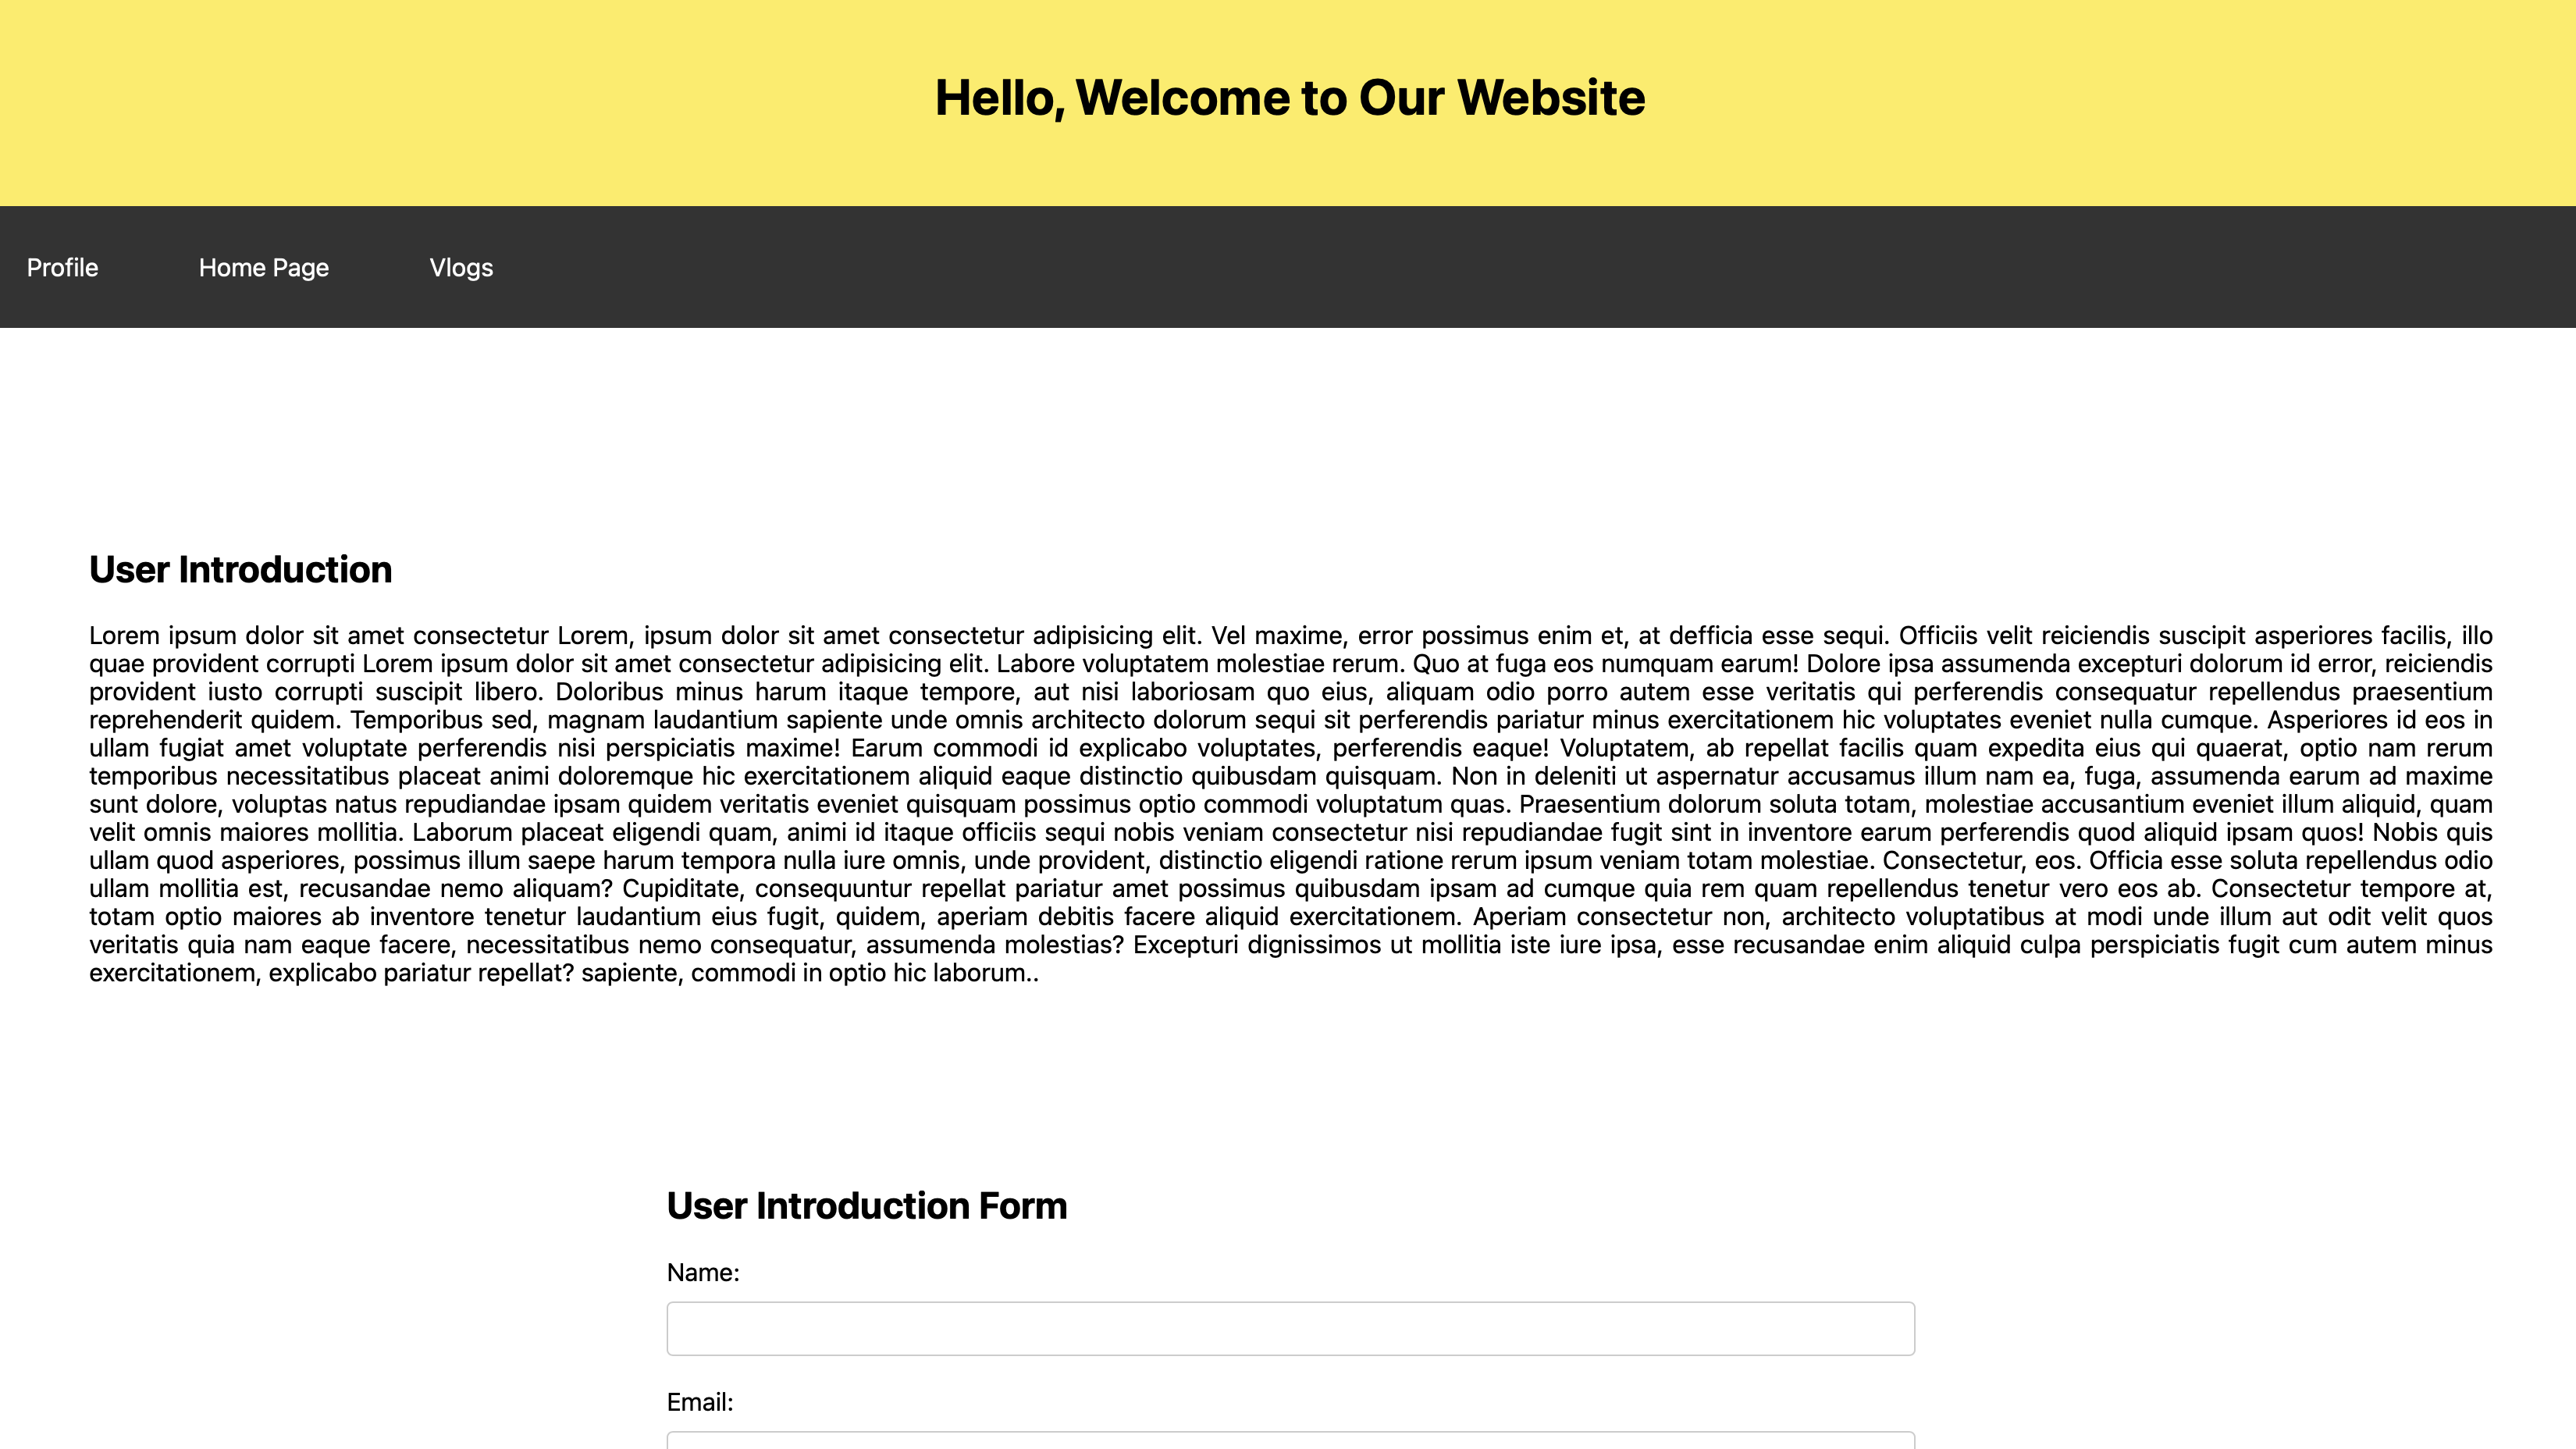 Hello, Welcome to Our Website
Profile
Home Page
Vlogs
User Introduction
Lorem ipsum dolor sit amet consectetur Lorem, ipsum dolor sit amet consectetur adipisicing elit. Vel maxime, error possimus enim et, at defficia esse sequi. Officiis velit reiciendis suscipit asperiores facilis, illo
quae provident corrupti Lorem ipsum dolor sit amet consectetur adipisicing elit. Labore voluptatem molestiae rerum. Quo at fuga eos numquam earum! Dolore ipsa assumenda excepturi dolorum id error, reiciendis
provident iusto corrupti suscipit libero. Doloribus minus harum itaque tempore, aut nisi laboriosam quo eius, aliquam odio porro autem esse veritatis qui perferendis consequatur repellendus praesentium
reprehenderit quidem. Temporibus sed, magnam laudantium sapiente unde omnis architecto dolorum sequi sit perferendis pariatur minus exercitationem hic voluptates eveniet nulla cumque. Asperiores id eos in
ullam fugiat amet voluptate perferendis nisi perspiciatis maxime! Earum commodi id explicabo voluptates, perferendis eaque! Voluptatem, ab repellat facilis quam expedita eius qui quaerat, optio nam rerum
temporibus necessitatibus placeat animi doloremque hic exercitationem aliquid eaque distinctio quibusdam quisquam. Non in deleniti ut aspernatur accusamus illum nam ea, fuga, assumenda earum ad maxime
sunt dolore, voluptas natus repudiandae ipsam quidem veritatis eveniet quisquam possimus optio commodi voluptatum quas. Praesentium dolorum soluta totam, molestiae accusantium eveniet illum aliquid, quam
velit omnis maiores mollitia. Laborum placeat eligendi quam, animi id itaque officiis sequi nobis veniam consectetur nisi repudiandae fugit sint in inventore earum perferendis quod aliquid ipsam quos! Nobis quis
ullam quod asperiores, possimus illum saepe harum tempora nulla iure omnis, unde provident, distinctio eligendi ratione rerum ipsum veniam totam molestiae. Consectetur, eos. Officia esse soluta repellendus odio
ullam mollitia est, recusandae nemo aliquam? Cupiditate, consequuntur repellat pariatur amet possimus quibusdam ipsam ad cumque quia rem quam repellendus tenetur vero eos ab. Consectetur tempore at,
totam optio maiores ab inventore tenetur laudantium eius fugit, quidem, aperiam debitis facere aliquid exercitationem. Aperiam consectetur non, architecto voluptatibus at modi unde illum aut odit velit quos
veritatis quia nam eaque facere, necessitatibus nemo consequatur, assumenda molestias? Excepturi dignissimos ut mollitia iste iure ipsa, esse recusandae enim aliquid culpa perspiciatis fugit cum autem minus
exercitationem, explicabo pariatur repellat? sapiente, commodi in optio hic laborum..
User Introduction Form
Name:
Email: